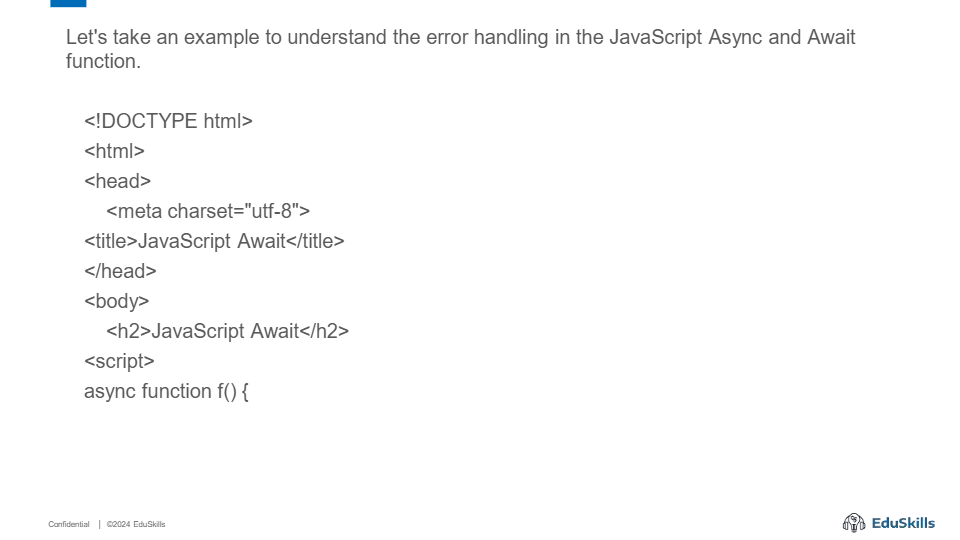 Let's take an example to understand the error handling in the JavaScript Async and Await
function.
<!DOCTYPE html>
<html>
<head>
<meta charset="utf-8">
<title>JavaScript Await</title>
</head>
<body>
<h2>JavaScript Await</h2>
<script>
async function f() {
Confidential | ©2024 EduSkills
EduSkills